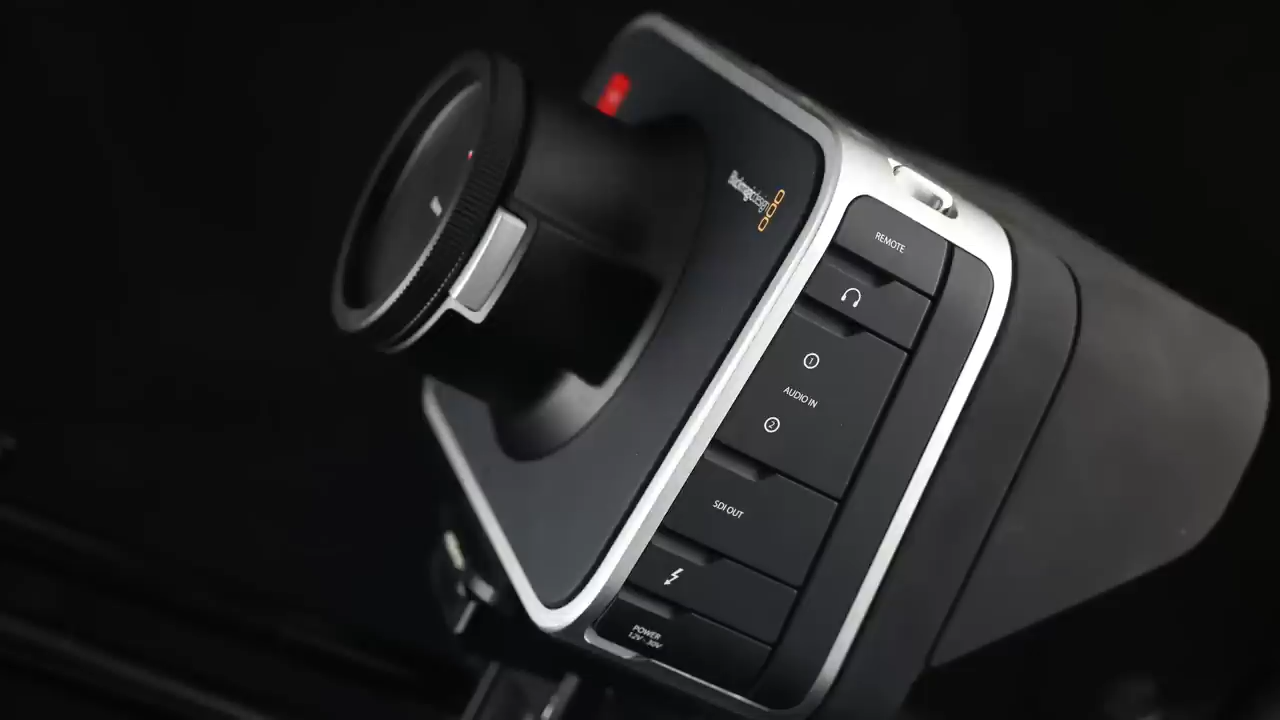 Blackmagicdesign
REMOTE
1
AUDIO IN
2
SDI OUT
POWER
12V - 30V